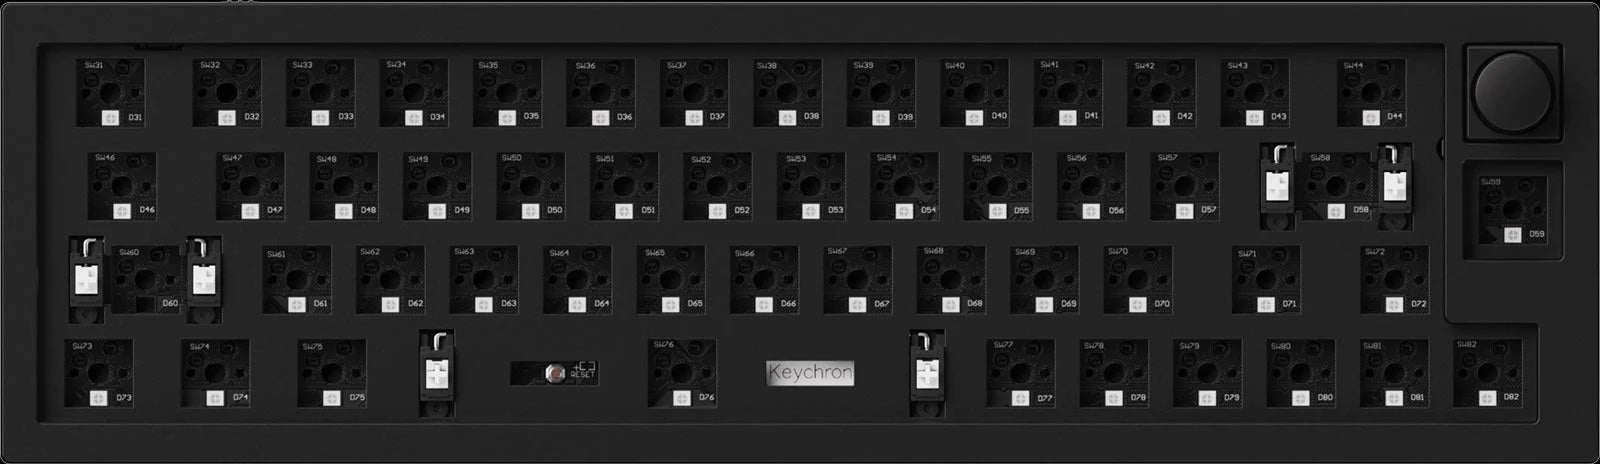 SW31 SW32 SW33 SW34 SW35 SW36 SW37 SW38 SW39 SW40 SW41 SW42 SW43 SW44
D31 D32 D33 D34 D35 D36 D37 D38 D39 D40 D41 D42 D43 D44
SW46 SW47 SW48 SW49 SW50 SW51 SW52 SW53 SW54 SW55 SW56 SW57 SW58 SW59
D46 D47 D48 D49 D50 D51 D52 D53 D54 D55 D56 D57 D58 D59
SW60 SW61 SW62 SW63 SW64 SW65 SW66 SW67 SW68 SW69 SW70 SW71 SW72
D60 D61 D62 D63 D64 D65 D66 D67 D68 D69 D70 D71 D72
SW73 SW74 SW75 SW76 SW77 SW78 SW79 SW80 SW81 SW82
RESET Keychron
D73 D74 D75 D76 D77 D78 D79 D80 D81 D82